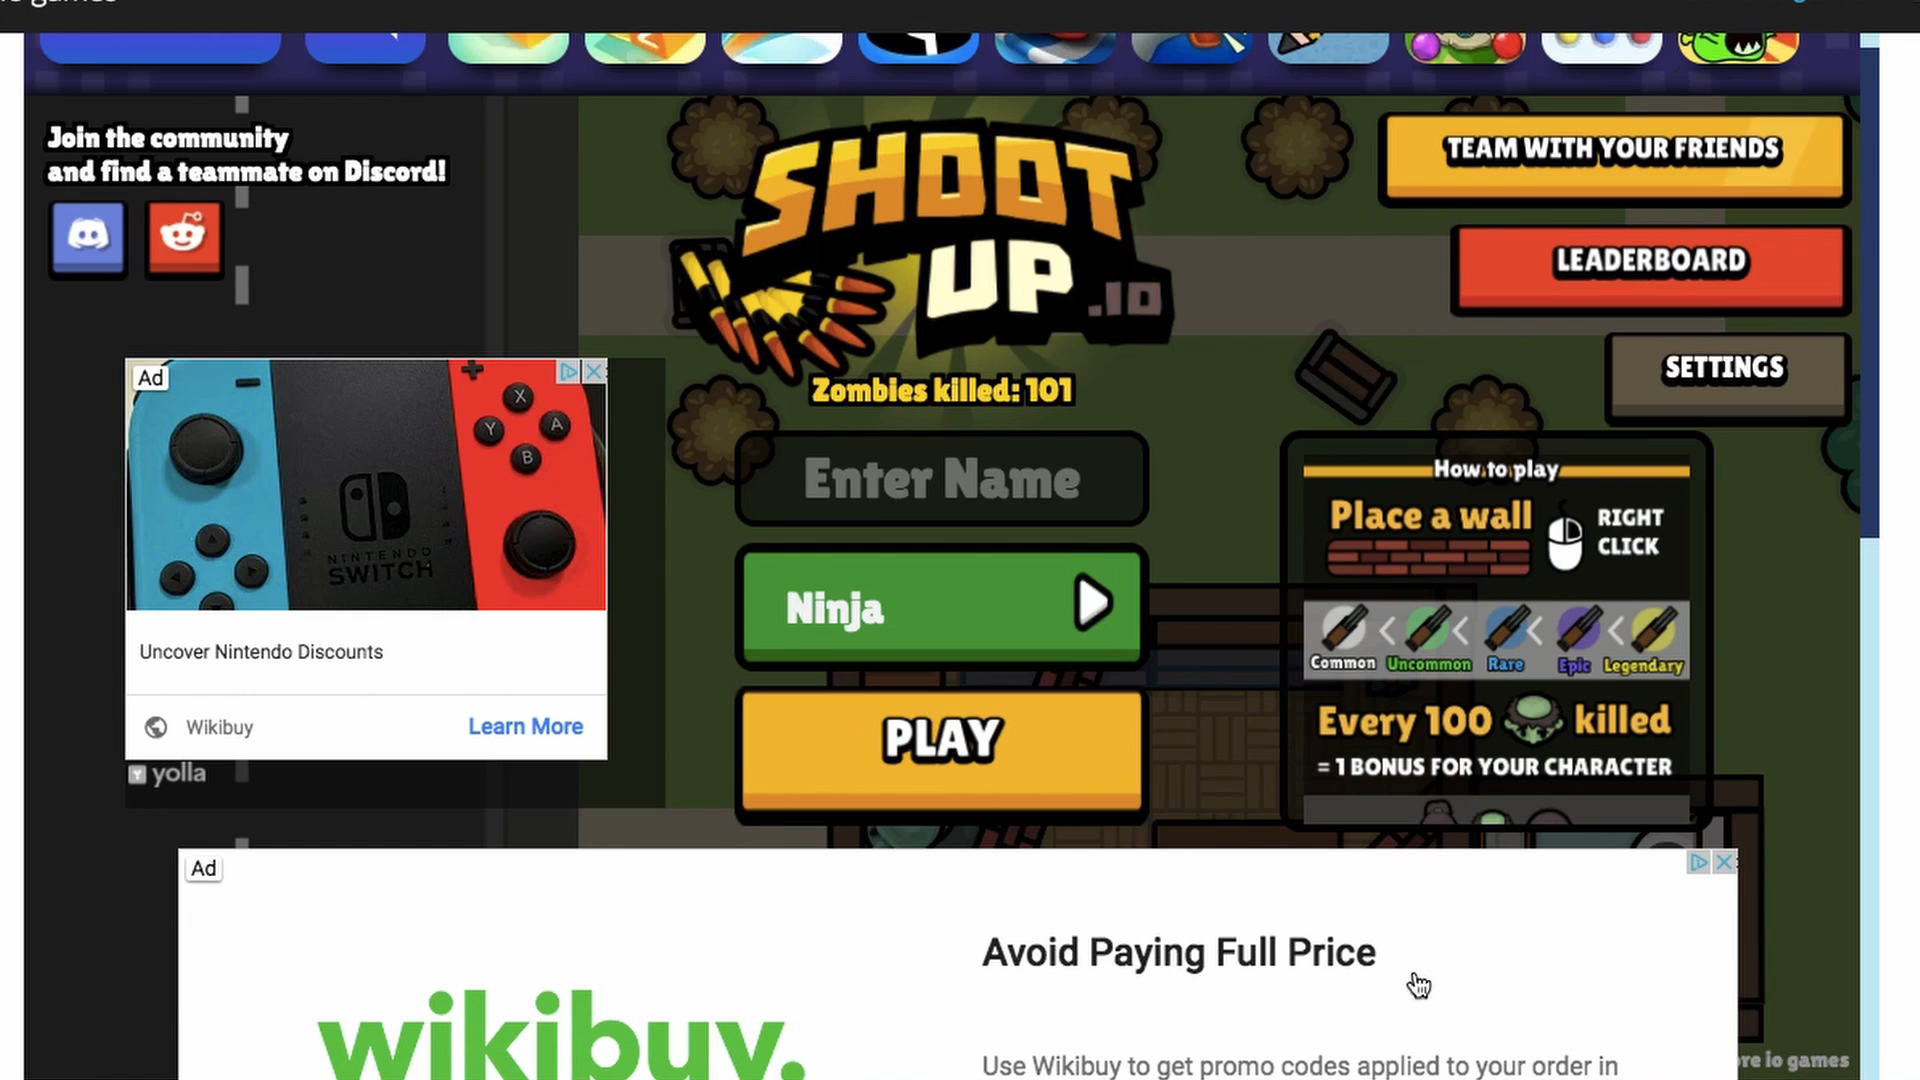 games
Join the community
and find a teammate on Discord!
SHOOT
UP
.IO
Zombies killed: 101
TEAM WITH YOUR FRIENDS
LEADERBOARD
SETTINGS
Ad
X
Y A
B
NINTENDO
SWITCH
Uncover Nintendo Discounts
Wikibuy Learn More
yolla
Enter Name
Ninja
PLAY
How to play
Place a wall
RIGHT
CLICK
Common Uncommon Rare Epic Legendary
Every 100 killed
= 1 BONUS FOR YOUR CHARACTER
Ad
Avoid Paying Full Price
wikibuy.
Use Wikibuy to get promo codes applied to your order in
io games